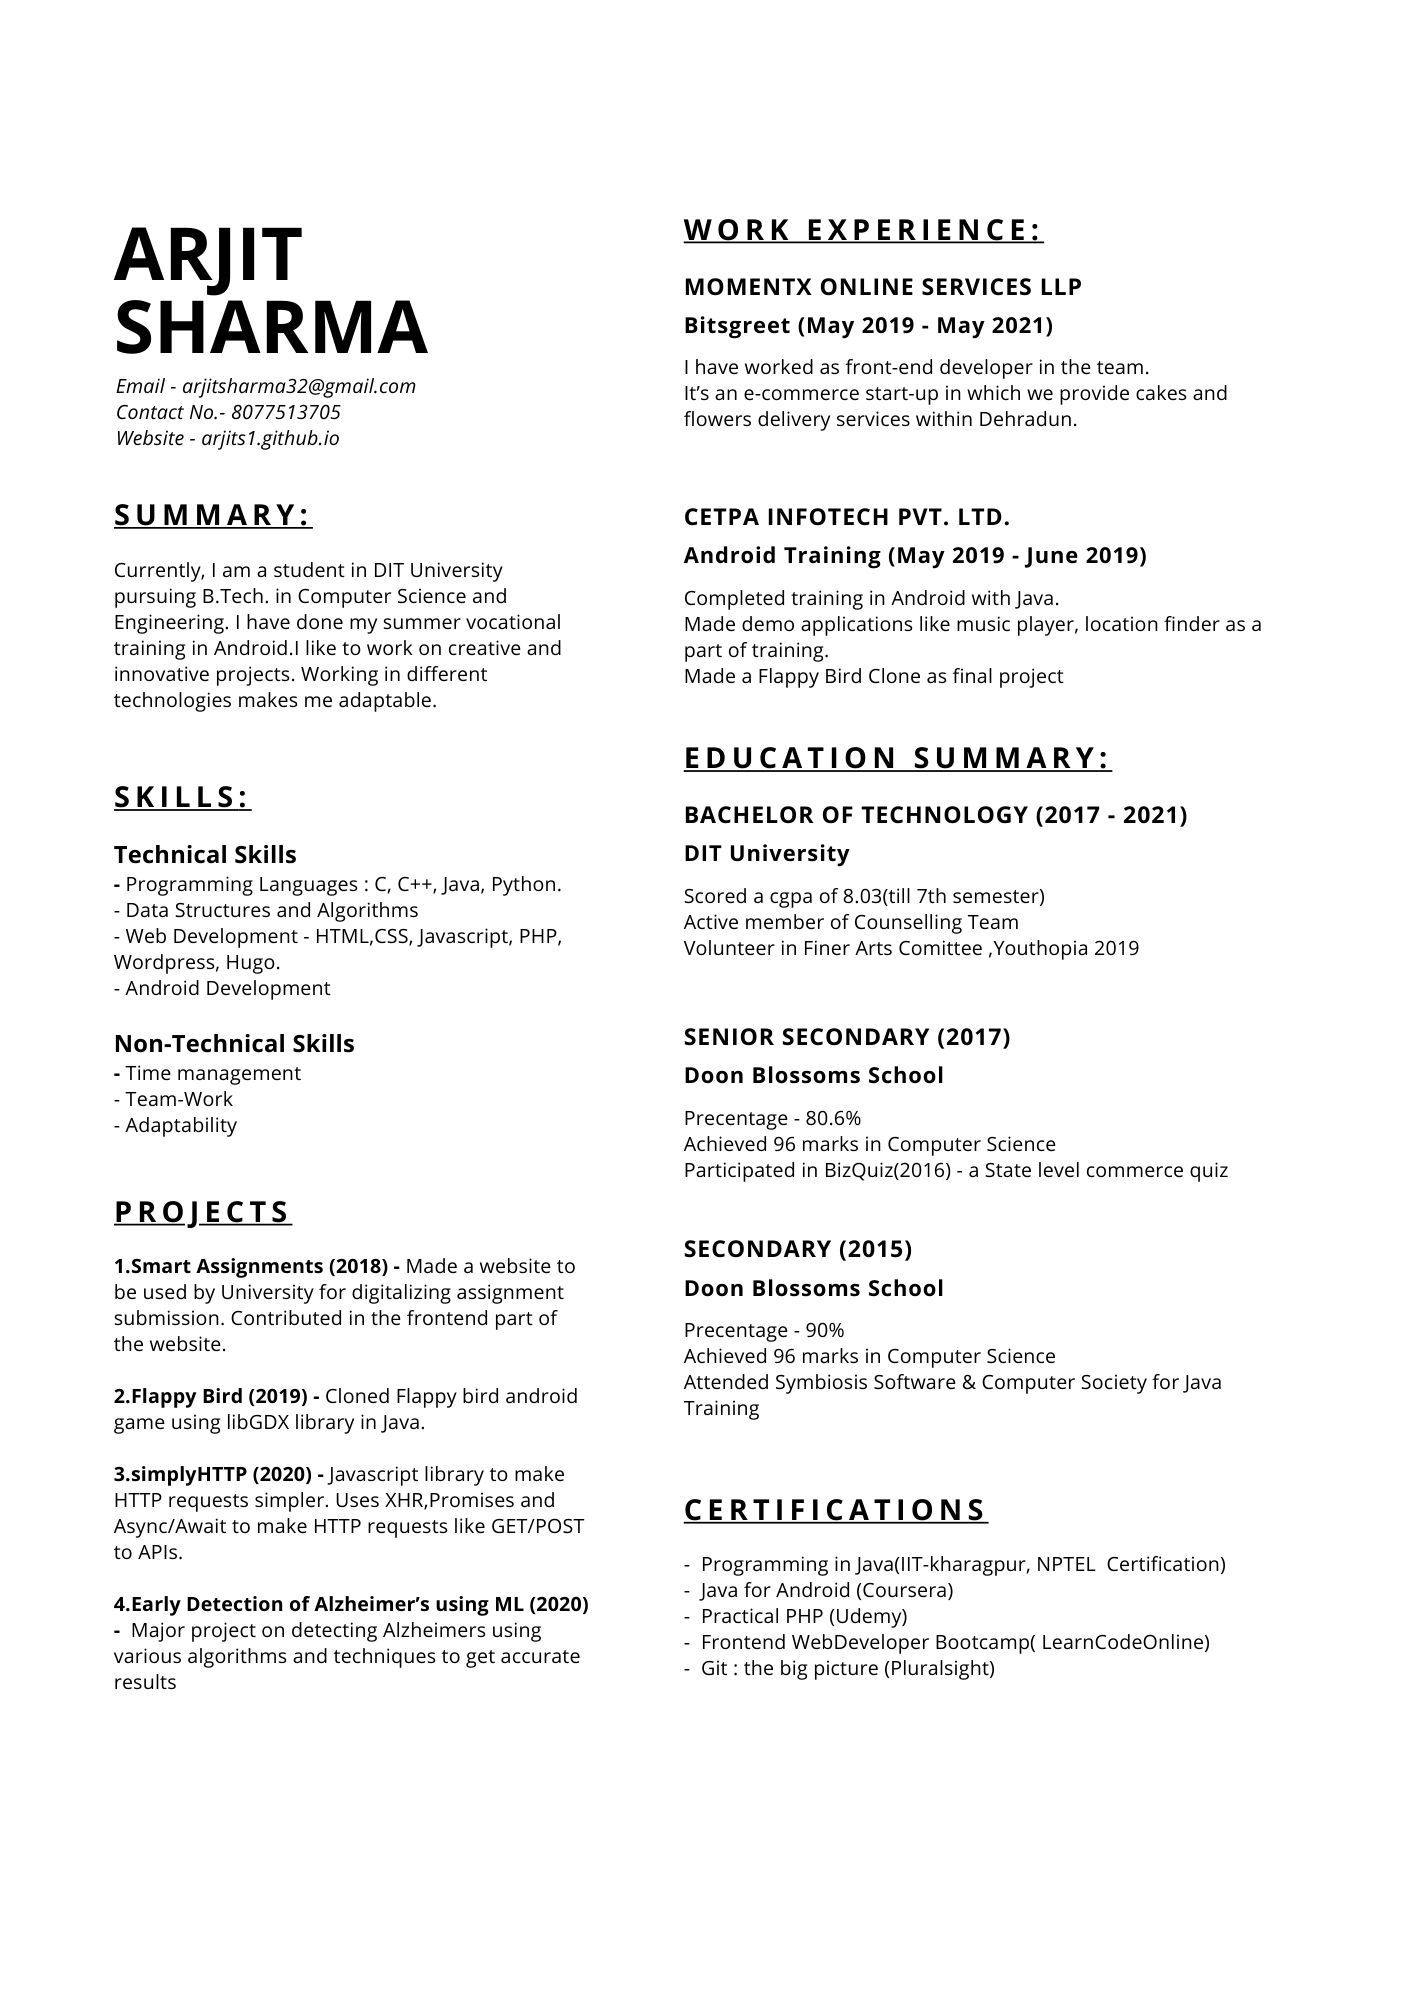 ARJIT
SHARMA
Email - arjitsharma32@gmail.com
Contact No.- 8077513705
Website - arjits1.github.io
SUMMARY:
Currently, I am a student in DIT University
pursuing B.Tech. in Computer Science and
Engineering. I have done my summer vocational
training in Android.I like to work on creative and
innovative projects. Working in different
technologies makes me adaptable.
SKILLS:
Technical Skills
- Programming Languages : C, C++, Java, Python.
- Data Structures and Algorithms
- Web Development - HTML,CSS, Javascript, PHP,
Wordpress, Hugo.
- Android Development
Non-Technical Skills
- Time management
- Team-Work
- Adaptability
PROJECTS
1.Smart Assignments (2018) - Made a website to
be used by University for digitalizing assignment
submission. Contributed in the frontend part of
the website.
2.Flappy Bird (2019) - Cloned Flappy bird android
game using libGDX library in Java.
3.simplyHTTP (2020) - Javascript library to make
HTTP requests simpler. Uses XHR,Promises and
Async/Await to make HTTP requests like GET/POST
to APIs.
4.Early Detection of Alzheimer’s using ML (2020)
- Major project on detecting Alzheimers using
various algorithms and techniques to get accurate
results
WORK EXPERIENCE:
MOMENTX ONLINE SERVICES LLP
Bitsgreet (May 2019 - May 2021)
I have worked as front-end developer in the team.
It’s an e-commerce start-up in which we provide cakes and
flowers delivery services within Dehradun.
CETPA INFOTECH PVT. LTD.
Android Training (May 2019 - June 2019)
Completed training in Android with Java.
Made demo applications like music player, location finder as a
part of training.
Made a Flappy Bird Clone as final project
EDUCATION SUMMARY:
BACHELOR OF TECHNOLOGY (2017 - 2021)
DIT University
Scored a cgpa of 8.03(till 7th semester)
Active member of Counselling Team
Volunteer in Finer Arts Comittee ,Youthopia 2019
SENIOR SECONDARY (2017)
Doon Blossoms School
Precentage - 80.6%
Achieved 96 marks in Computer Science
Participated in BizQuiz(2016) - a State level commerce quiz
SECONDARY (2015)
Doon Blossoms School
Precentage - 90%
Achieved 96 marks in Computer Science
Attended Symbiosis Software & Computer Society for Java
Training
CERTIFICATIONS
- Programming in Java(IIT-kharagpur, NPTEL Certification)
- Java for Android (Coursera)
- Practical PHP (Udemy)
- Frontend WebDeveloper Bootcamp( LearnCodeOnline)
- Git : the big picture (Pluralsight)